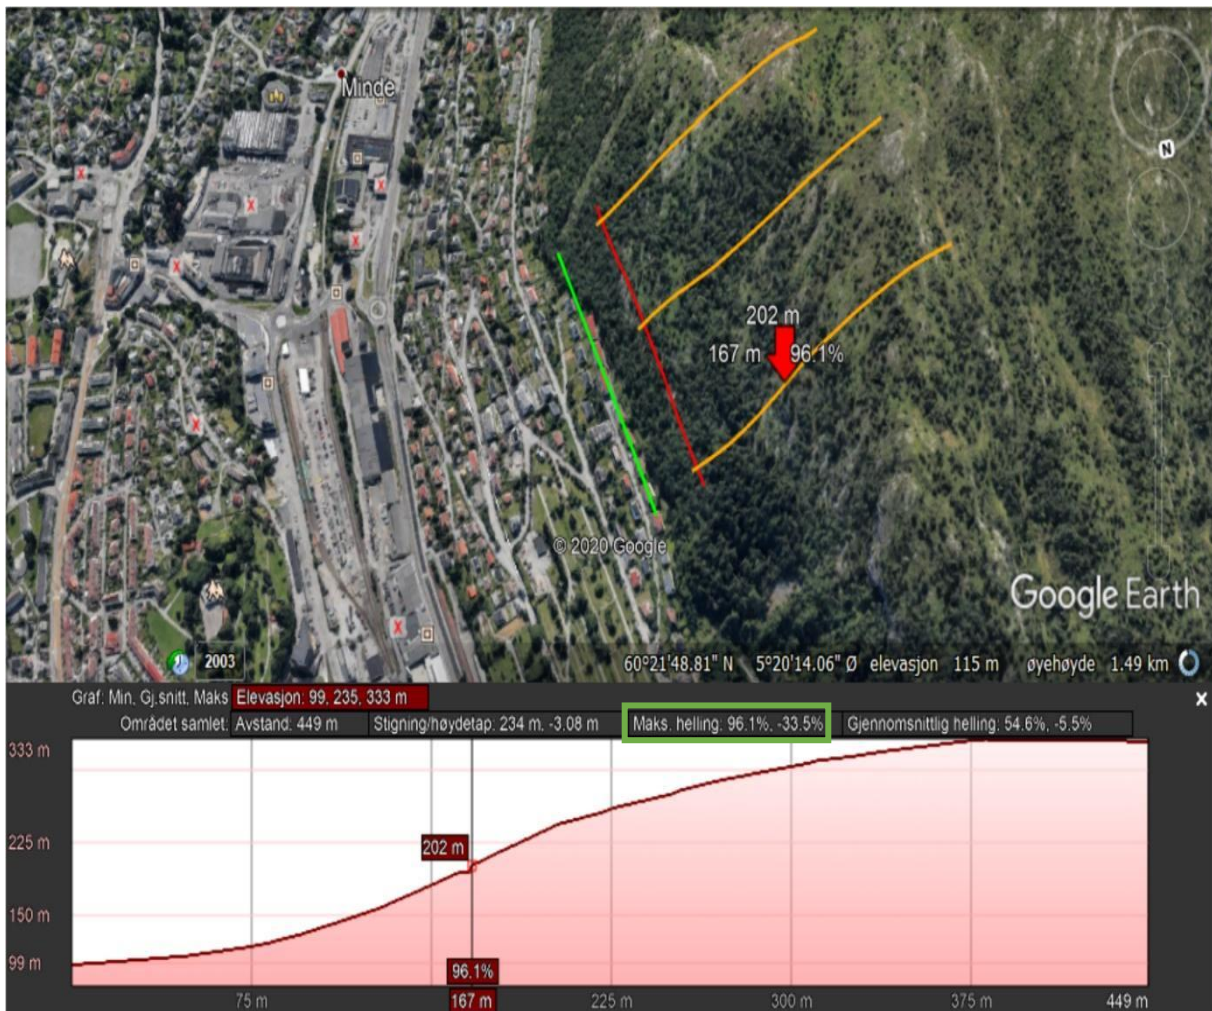 Minde
202 m
167 m 96.1%
© 2020 Google
Google Earth
2003
60°21'48.81" N 5°20'14.06" Ø elevasjon 115 m øyehøyde 1.49 km
N
Graf: Min, Gj.snitt, Maks Elevasjon: 99, 235, 333 m
Området samlet: Avstand: 449 m Stigning/høydetap: 234 m, -3.08 m Maks. helling: 96.1%, -33.5% Gjennomsnittlig helling: 54.6%, -5.5%
333 m
225 m
150 m
99 m
202 m
96.1%
75 m 167 m 225 m 300 m 375 m 449 m